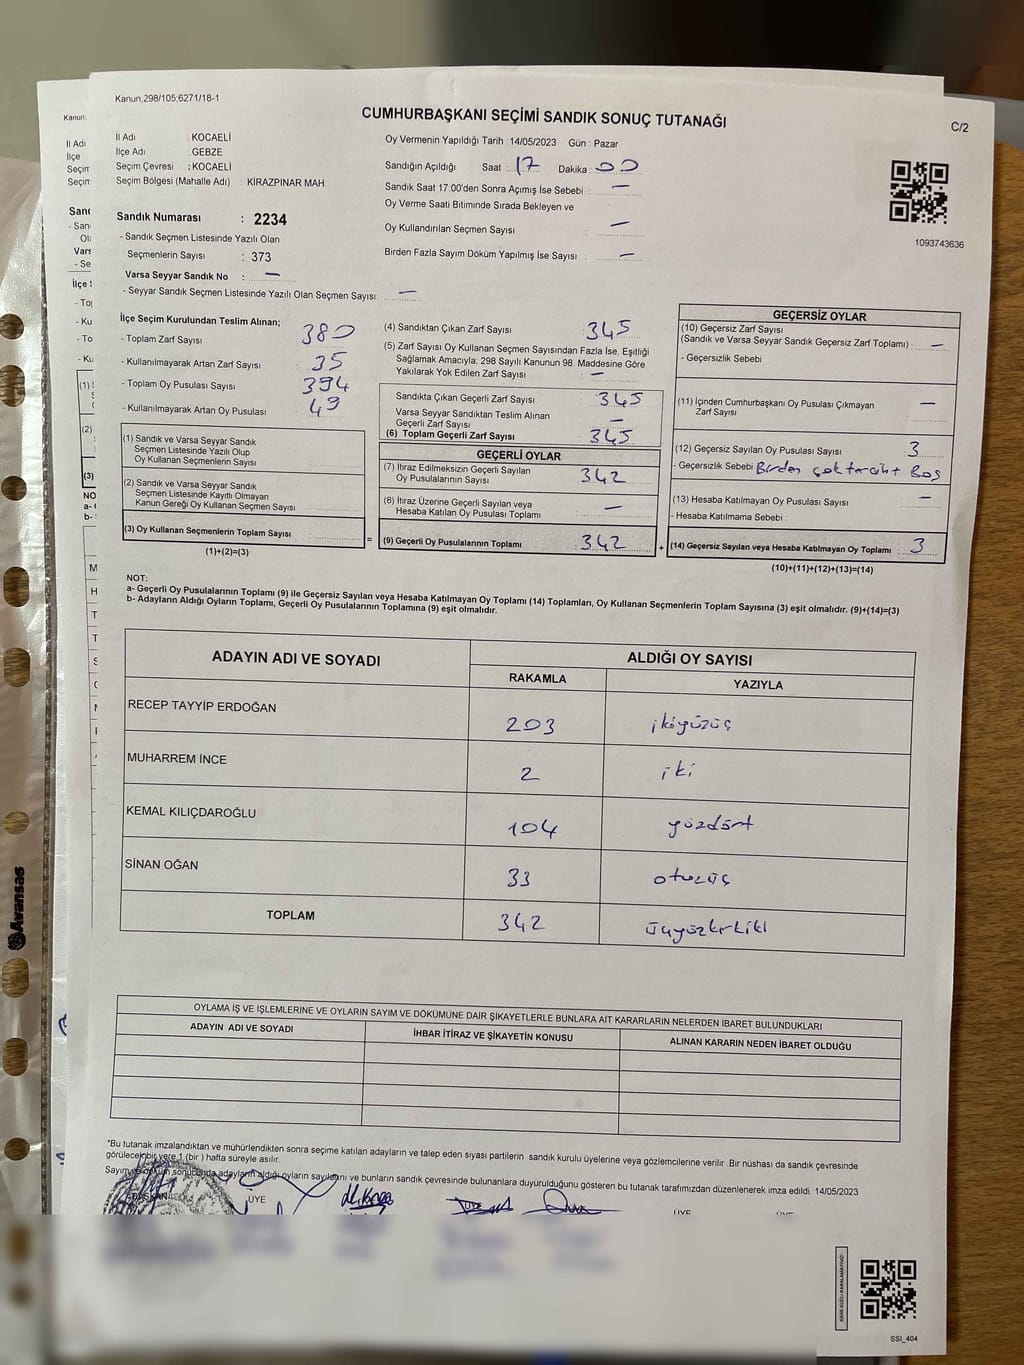 Kanun,298/105,6271/18-1
CUMHURBAŞKANI SEÇİMİ SANDIK SONUÇ TUTANAĞI
C/2
İl Adı : KOCAELİ
İlçe Adı : GEBZE
Seçim Çevresi : KOCAELİ
Seçim Bölgesi (Mahalle Adı) : KİRAZPINAR MAH.
Oy Vermenin Yapıldığı Tarih : 14/05/2023 Gün : Pazar
Sandığın Açıldığı Saat : 17 Dakika : 00
Sandık Saat 17:00'den Sonra Açılmış İse Sebebi : —
Oy Verme Saati Bitiminde Sırada Bekleyen ve
Oy Kullandırılan Seçmen Sayısı : —
Birden Fazla Sayım Döküm Yapılmış İse Sayısı : —
1093743636
Sandık Numarası : 2234
- Sandık Seçmen Listesinde Yazılı Olan
Seçmenlerin Sayısı : 373
Varsa Seyyar Sandık No : —
- Seyyar Sandık Seçmen Listesinde Yazılı Olan Seçmen Sayısı: —
İlçe Seçim Kurulundan Teslim Alınan;
- Toplam Zarf Sayısı : 380
- Kullanılmayarak Artan Zarf Sayısı : 35
- Toplam Oy Pusulası Sayısı : 394
- Kullanılmayarak Artan Oy Pusulası : 49
(1) Sandık ve Varsa Seyyar Sandık
Seçmen Listesinde Yazılı Olup
Oy Kullanan Seçmenlerin Sayısı :
(2) Sandık ve Varsa Seyyar Sandık
Seçmen Listesinde Kayıtlı Olmayan
Kanun Gereği Oy Kullanan Seçmen Sayısı :
(3) Oy Kullanan Seçmenlerin Toplam Sayısı :
(1)+(2)=(3)
(4) Sandıktan Çıkan Zarf Sayısı : 345
(5) Zarf Sayısı Oy Kullanan Seçmen Sayısından Fazla İse, Eşitliği
Sağlamak Amacıyla; 298 Sayılı Kanunun 98. Maddesine Göre
Yakılarak Yok Edilen Zarf Sayısı : —
Sandıkta Çıkan Geçerli Zarf Sayısı : 345
Varsa Seyyar Sandıktan Teslim Alınan
Geçerli Zarf Sayısı : —
(6) Toplam Geçerli Zarf Sayısı : 345
GEÇERLİ OYLAR
(7) İtiraz Edilmeksizin Geçerli Sayılan
Oy Pusulalarının Sayısı : 342
(8) İtiraz Üzerine Geçerli Sayılan veya
Hesaba Katılan Oy Pusulası Toplamı : —
(9) Geçerli Oy Pusulalarının Toplamı : 342
GEÇERSİZ OYLAR
(10) Geçersiz Zarf Sayısı
(Sandık ve Varsa Seyyar Sandık Geçersiz Zarf Toplamı) : —
- Geçersizlik Sebebi
(11) İçinden Cumhurbaşkanı Oy Pusulası Çıkmayan
Zarf Sayısı : —
(12) Geçersiz Sayılan Oy Pusulası Sayısı : 3
- Geçersizlik Sebebi Birden çok tercih + Boş
(13) Hesaba Katılmayan Oy Pusulası Sayısı : —
- Hesaba Katılmama Sebebi :
(14) Geçersiz Sayılan veya Hesaba Katılmayan Oy Toplamı : 3
(10)+(11)+(12)+(13)=(14)
NOT:
a- Geçerli Oy Pusulalarının Toplamı (9) ile Geçersiz Sayılan veya Hesaba Katılmayan Oy Toplamı (14) Toplamları, Oy Kullanan Seçmenlerin Toplam Sayısına (3) eşit olmalıdır. (9)+(14)=(3)
b- Adayların Aldığı Oyların Toplamı, Geçerli Oy Pusulalarının Toplamına (9) eşit olmalıdır.
ADAYIN ADI VE SOYADI ALDIĞI OY SAYISI
RAKAMLA YAZIYLA
RECEP TAYYİP ERDOĞAN 203 ikiyüzüç
MUHARREM İNCE 2 iki
KEMAL KILIÇDAROĞLU 104 yüzdört
SİNAN OĞAN 33 otuzüç
TOPLAM 342 üçyüzkırkiki
OYLAMA İŞ VE İŞLEMLERİNE VE OYLARIN SAYIM VE DÖKÜMÜNE DAİR ŞİKAYETLERLE BUNLARA AİT KARARLARIN NELERDEN İBARET BULUNDUKLARI
ADAYIN ADI VE SOYADI İHBAR İTİRAZ VE ŞİKAYETİN KONUSU ALINAN KARARIN NEDEN İBARET OLDUĞU
*Bu tutanak imzalandıktan ve mühürlendikten sonra seçime katılan adayların ve talep eden siyasi partilerin sandık kurulu üyelerine veya gözlemcilerine verilir. Bir nüshası da sandık çevresinde
görülecek bir yere 1 (bir ) hafta süreyle asılır.
Sayım ve döküm sonucunda adayların aldığı oyların sayılarını ve bunların sandık çevresinde bulunanlara duyurulduğunu gösteren bu tutanak tarafımızdan düzenlenerek imza edildi. 14/05/2023
BAŞKAN ÜYE ÜYE ÜYE ÜYE
SSI_404
Avansas